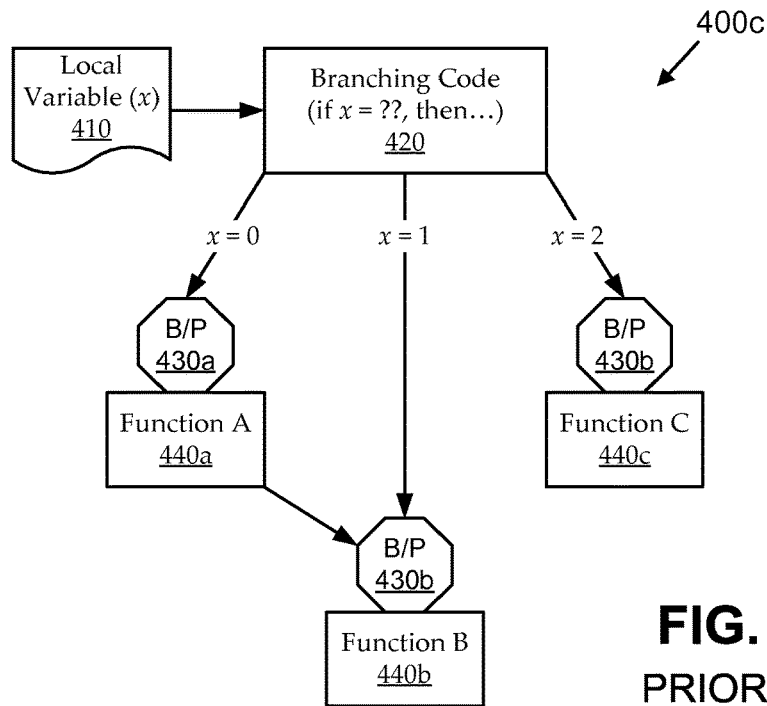 400c
Local
Variable (x)
410
Branching Code
(if x = ??, then…)
420
x = 0
x = 1
x = 2
B/P
430a
B/P
430b
Function A
440a
Function C
440c
B/P
430b
Function B
440b
FIG.
PRIOR